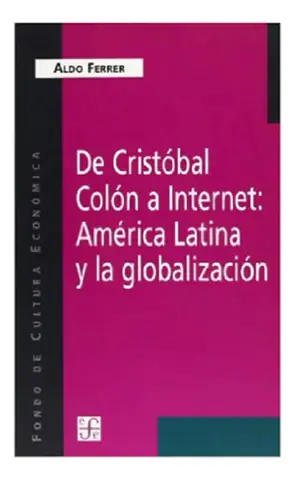 ALDO FERRER
De Cristóbal
Colón a Internet:
América Latina
y la globalización
FONDO DE CULTURA ECONÓMICA